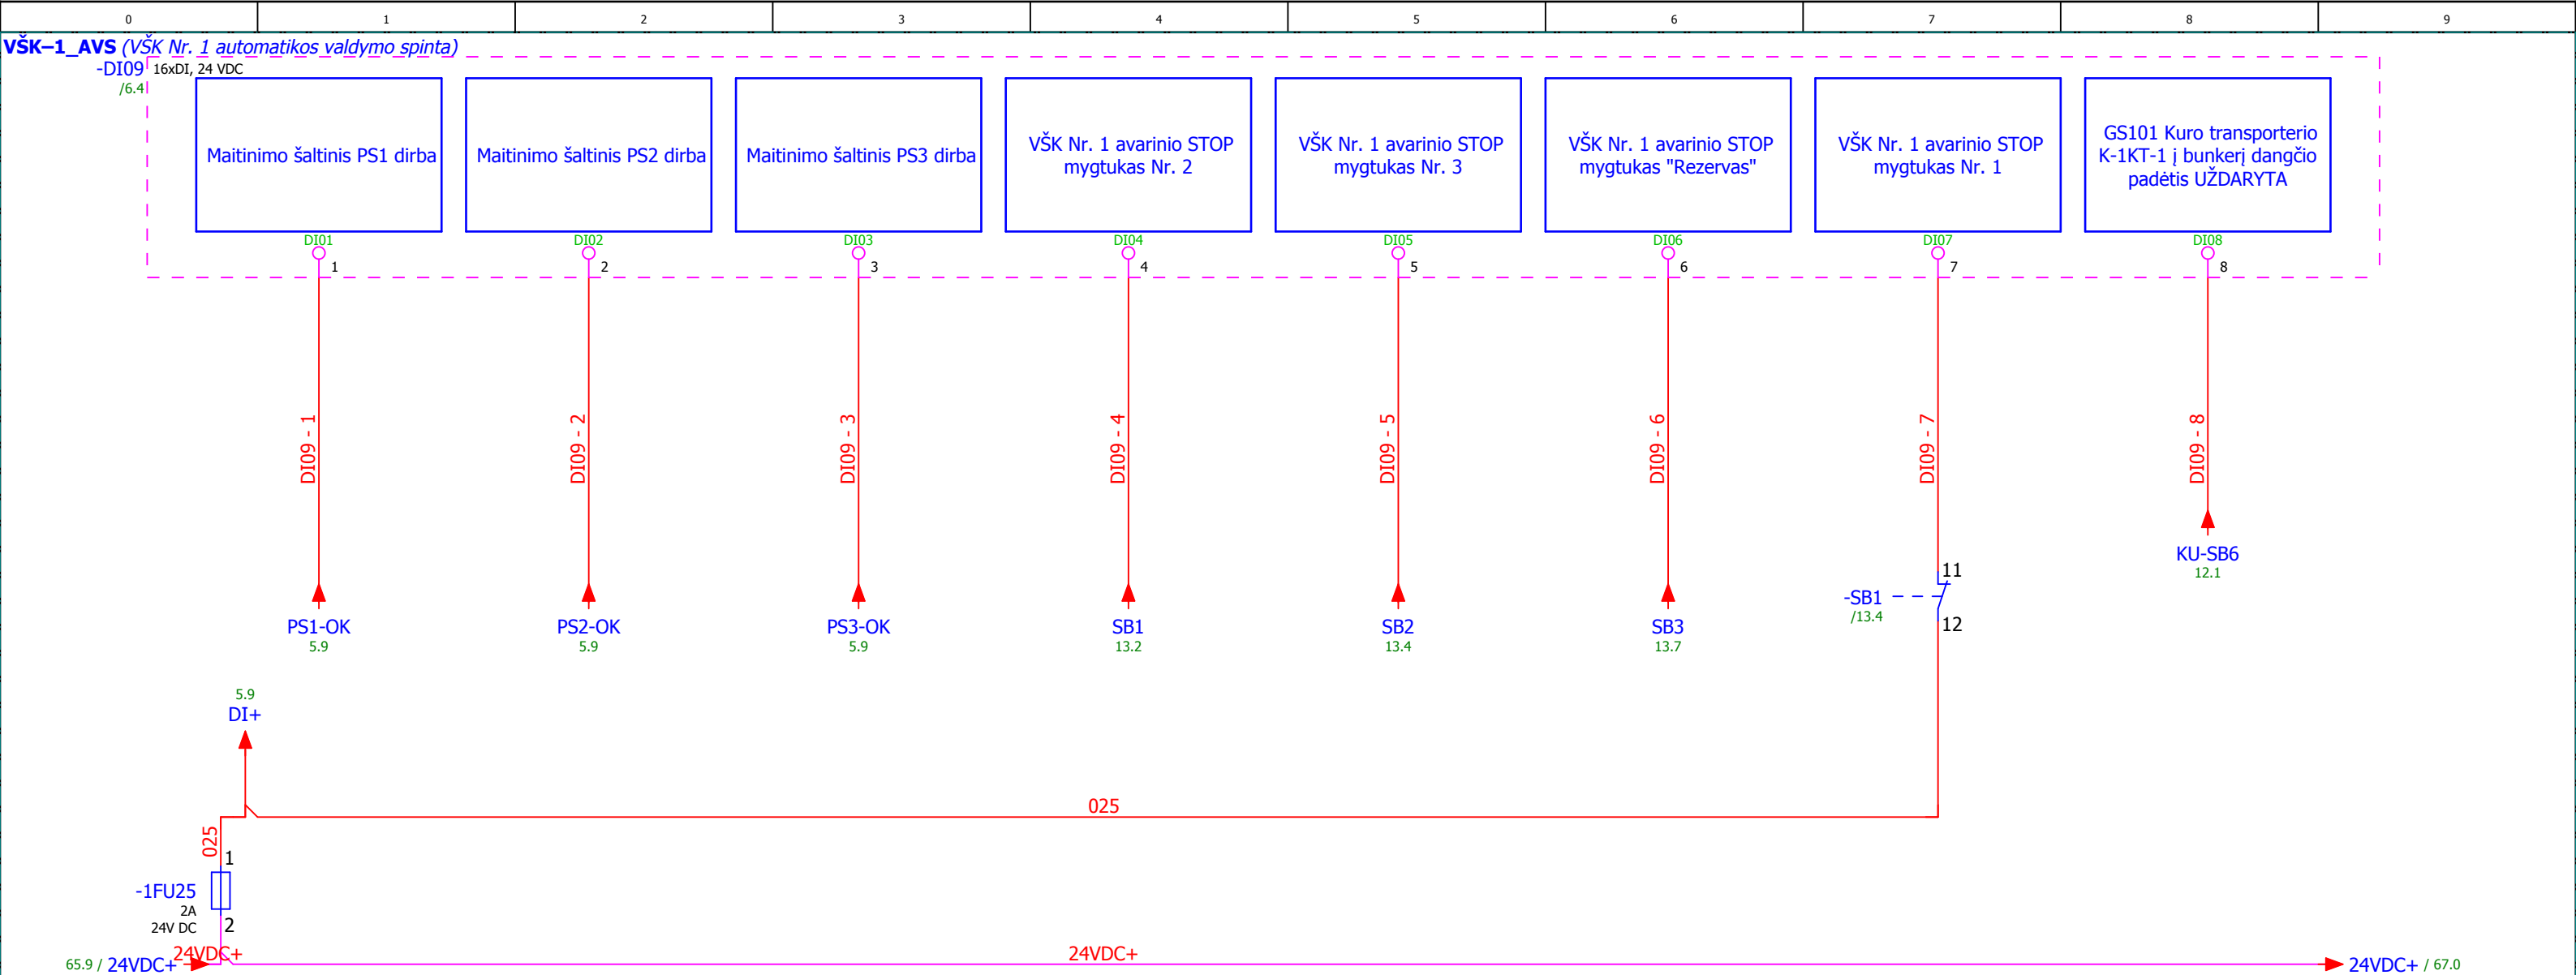 0 1 2 3 4 5 6 7 8 9
VŠK–1_AVS (VŠK Nr. 1 automatikos valdymo spinta)
-DI09 16xDI, 24 VDC
/6.4
Maitinimo šaltinis PS1 dirba
DI01
1
Maitinimo šaltinis PS2 dirba
DI02
2
Maitinimo šaltinis PS3 dirba
DI03
3
VŠK Nr. 1 avarinio STOP
mygtukas Nr. 2
DI04
4
VŠK Nr. 1 avarinio STOP
mygtukas Nr. 3
DI05
5
VŠK Nr. 1 avarinio STOP
mygtukas "Rezervas"
DI06
6
VŠK Nr. 1 avarinio STOP
mygtukas Nr. 1
DI07
7
GS101 Kuro transporterio
K-1KT-1 į bunkerį dangčio
padėtis UŽDARYTA
DI08
8
DI09 - 1
DI09 - 2
DI09 - 3
DI09 - 4
DI09 - 5
DI09 - 6
DI09 - 7
DI09 - 8
PS1-OK
5.9
PS2-OK
5.9
PS3-OK
5.9
SB1
13.2
SB2
13.4
SB3
13.7
11
-SB1
/13.4
12
KU-SB6
12.1
5.9
DI+
025
025
1
-1FU25
2A
24V DC
2
24VDC+
65.9 / 24VDC+
24VDC+
24VDC+ / 67.0